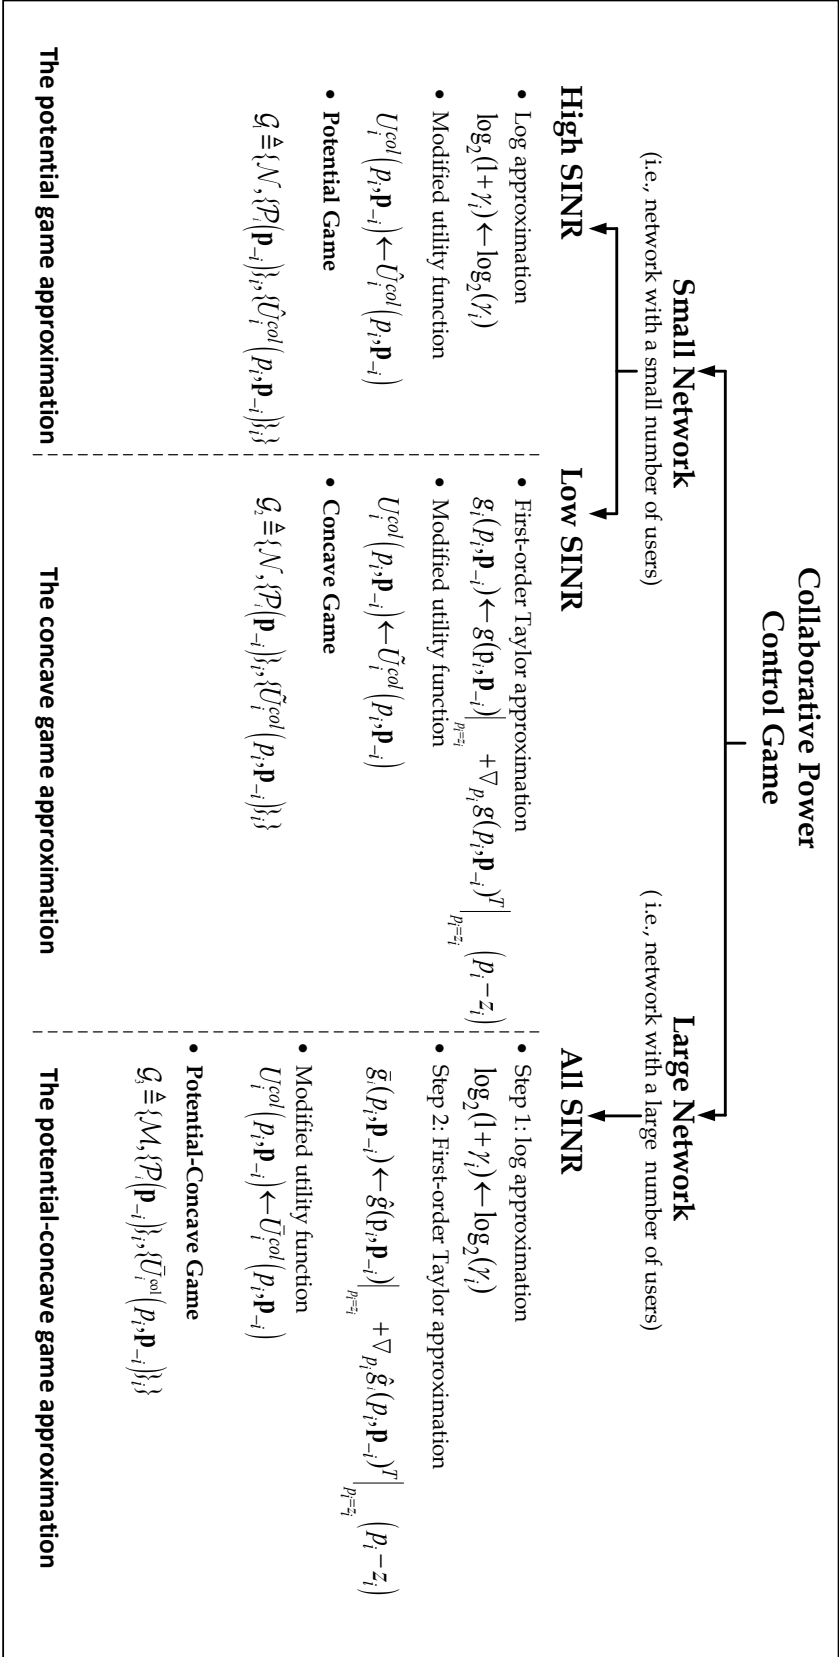 Collaborative Power
Control Game
Small Network
(i.e., network with a small number of users)
High SINR
• Log approximation
log₂(1+γᵢ)←log₂(γᵢ)
• Modified utility function
Uᵢᶜᵒˡ(pᵢ,𝐩₋ᵢ)←Ûᵢᶜᵒˡ(pᵢ,𝐩₋ᵢ)
• Potential Game
𝒢₁≜{𝒩,{𝒫ᵢ(𝐩₋ᵢ)}ᵢ,{Ûᵢᶜᵒˡ(pᵢ,𝐩₋ᵢ)}ᵢ}
The potential game approximation
Low SINR
• First-order Taylor approximation
gᵢ(pᵢ,𝐩₋ᵢ)←g(pᵢ,𝐩₋ᵢ)|pᵢ=zᵢ +∇pᵢ g(pᵢ,𝐩₋ᵢ)ᵀ|pᵢ=zᵢ (pᵢ−zᵢ)
• Modified utility function
Uᵢᶜᵒˡ(pᵢ,𝐩₋ᵢ)←Ũᵢᶜᵒˡ(pᵢ,𝐩₋ᵢ)
• Concave Game
𝒢₂≜{𝒩,{𝒫ᵢ(𝐩₋ᵢ)}ᵢ,{Ũᵢᶜᵒˡ(pᵢ,𝐩₋ᵢ)}ᵢ}
The concave game approximation
Large Network
( i.e., network with a large number of users)
All SINR
• Step 1: log approximation
log₂(1+γᵢ)←log₂(γᵢ)
• Step 2: First-order Taylor approximation
ḡᵢ(pᵢ,𝐩₋ᵢ)←ĝ(pᵢ,𝐩₋ᵢ)|pᵢ=zᵢ +∇pᵢ ĝᵢ(pᵢ,𝐩₋ᵢ)ᵀ|pᵢ=zᵢ (pᵢ−zᵢ)
• Modified utility function
Uᵢᶜᵒˡ(pᵢ,𝐩₋ᵢ)←Ūᵢᶜᵒˡ(pᵢ,𝐩₋ᵢ)
• Potential-Concave Game
𝒢₃≜{ℳ,{𝒫ᵢ(𝐩₋ᵢ)}ᵢ,{Ūᵢᶜᵒˡ(pᵢ,𝐩₋ᵢ)}ᵢ}
The potential-concave game approximation